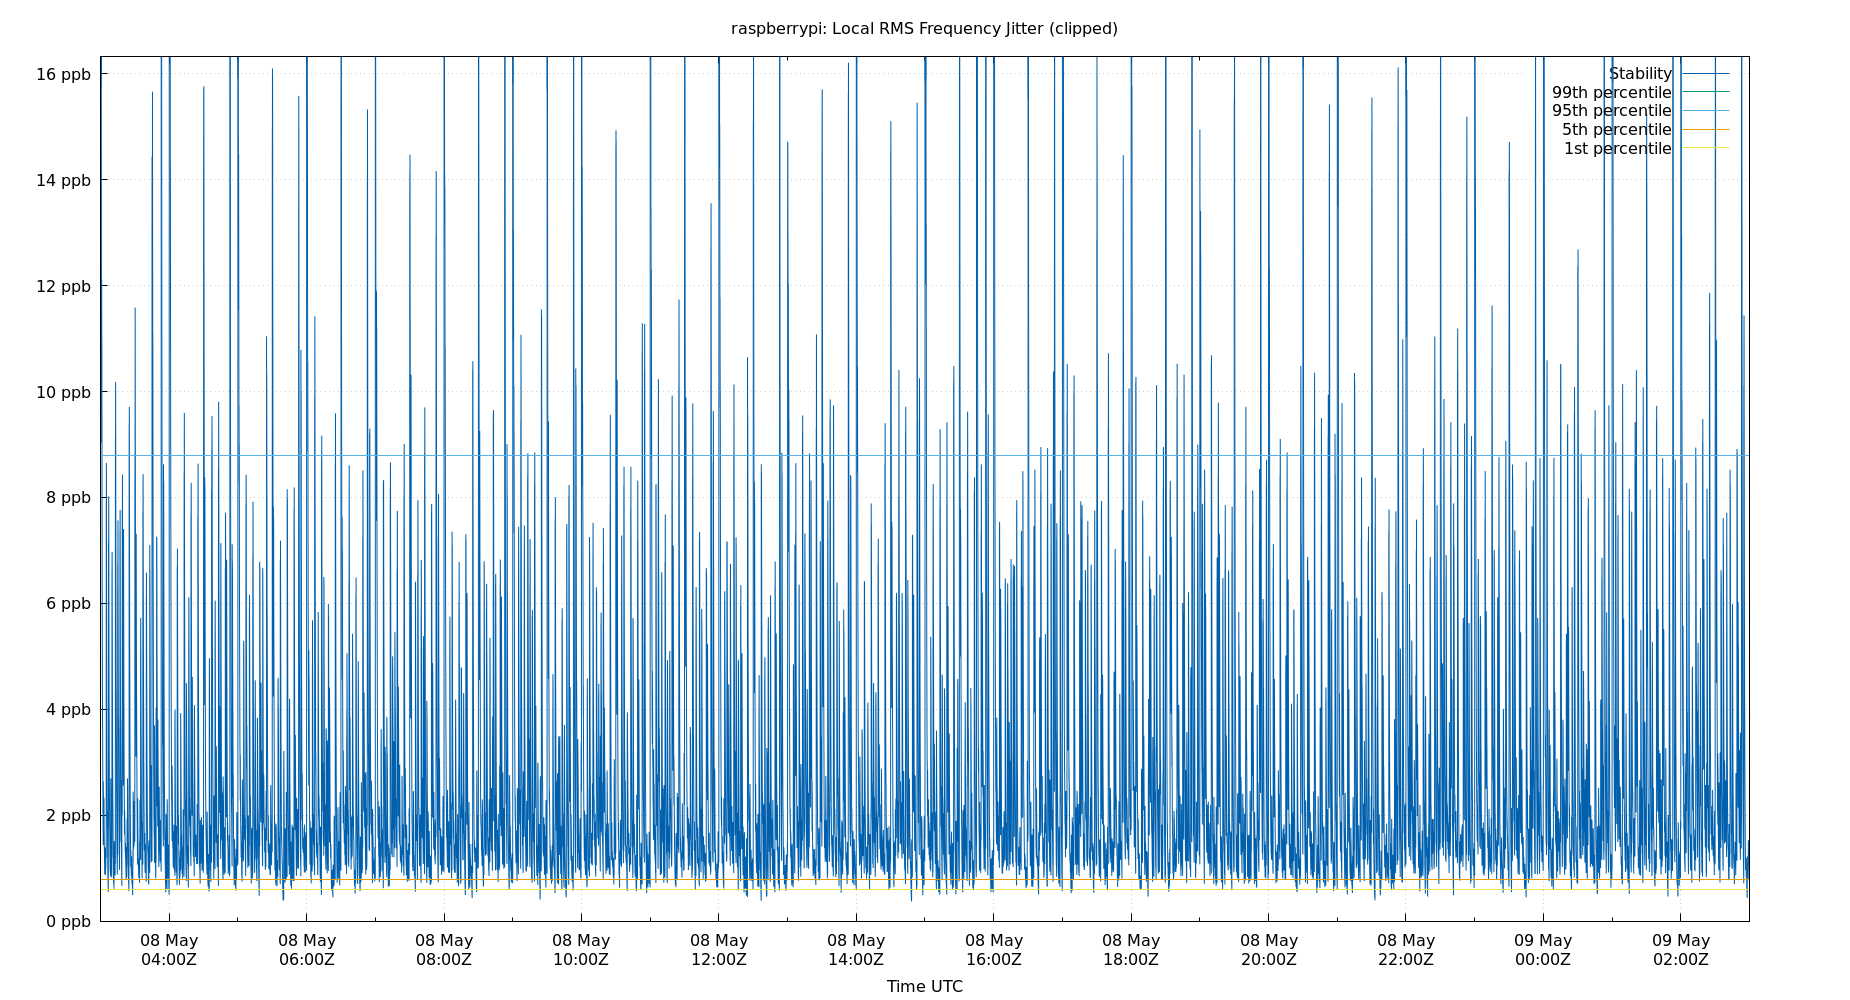 raspberrypi: Local RMS Frequency Jitter (clipped)
16 ppb
14 ppb
12 ppb
10 ppb
8 ppb
6 ppb
4 ppb
2 ppb
0 ppb
Stability
99th percentile
95th percentile
5th percentile
1st percentile
08 May 08 May 08 May 08 May 08 May 08 May 08 May 08 May 08 May 08 May 09 May 09 May
04:00Z 06:00Z 08:00Z 10:00Z 12:00Z 14:00Z 16:00Z 18:00Z 20:00Z 22:00Z 00:00Z 02:00Z
Time UTC